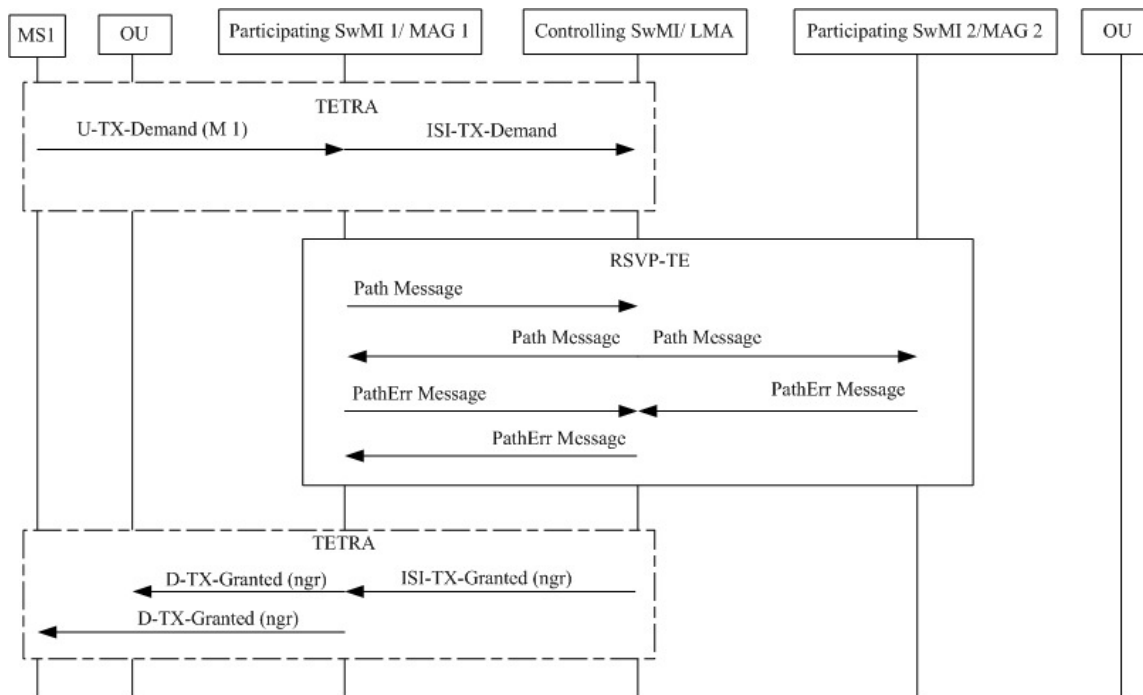 MS1
OU
Participating SwMI 1/ MAG 1
Controlling SwMI/ LMA
Participating SwMI 2/MAG 2
OU
TETRA
U-TX-Demand (M 1)
ISI-TX-Demand
RSVP-TE
Path Message
Path Message
Path Message
PathErr Message
PathErr Message
PathErr Message
TETRA
D-TX-Granted (ngr)
ISI-TX-Granted (ngr)
D-TX-Granted (ngr)